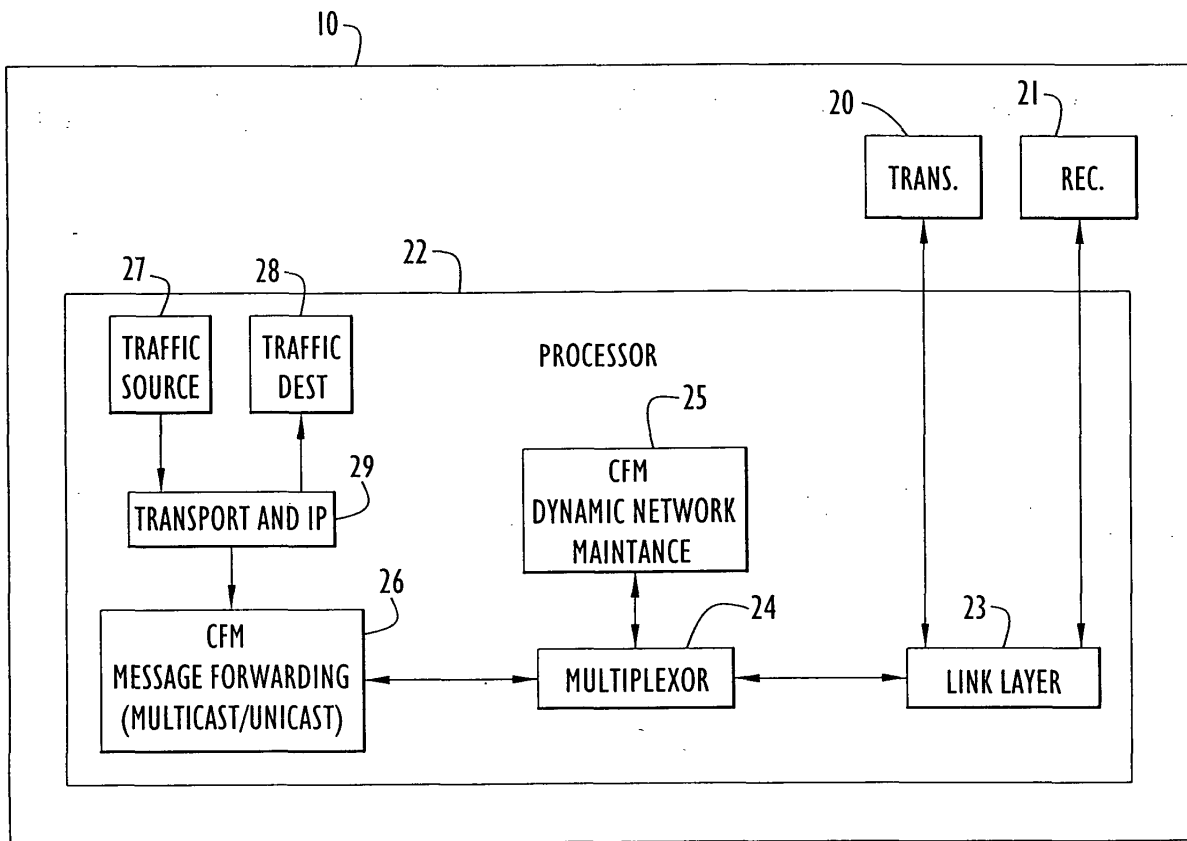 10
20
21
TRANS.
REC.
22
27
28
TRAFFIC
SOURCE
TRAFFIC
DEST
PROCESSOR
25
CFM
DYNAMIC NETWORK
MAINTANCE
29
TRANSPORT AND IP
26
CFM
MESSAGE FORWARDING
(MULTICAST/UNICAST)
24
MULTIPLEXOR
23
LINK LAYER